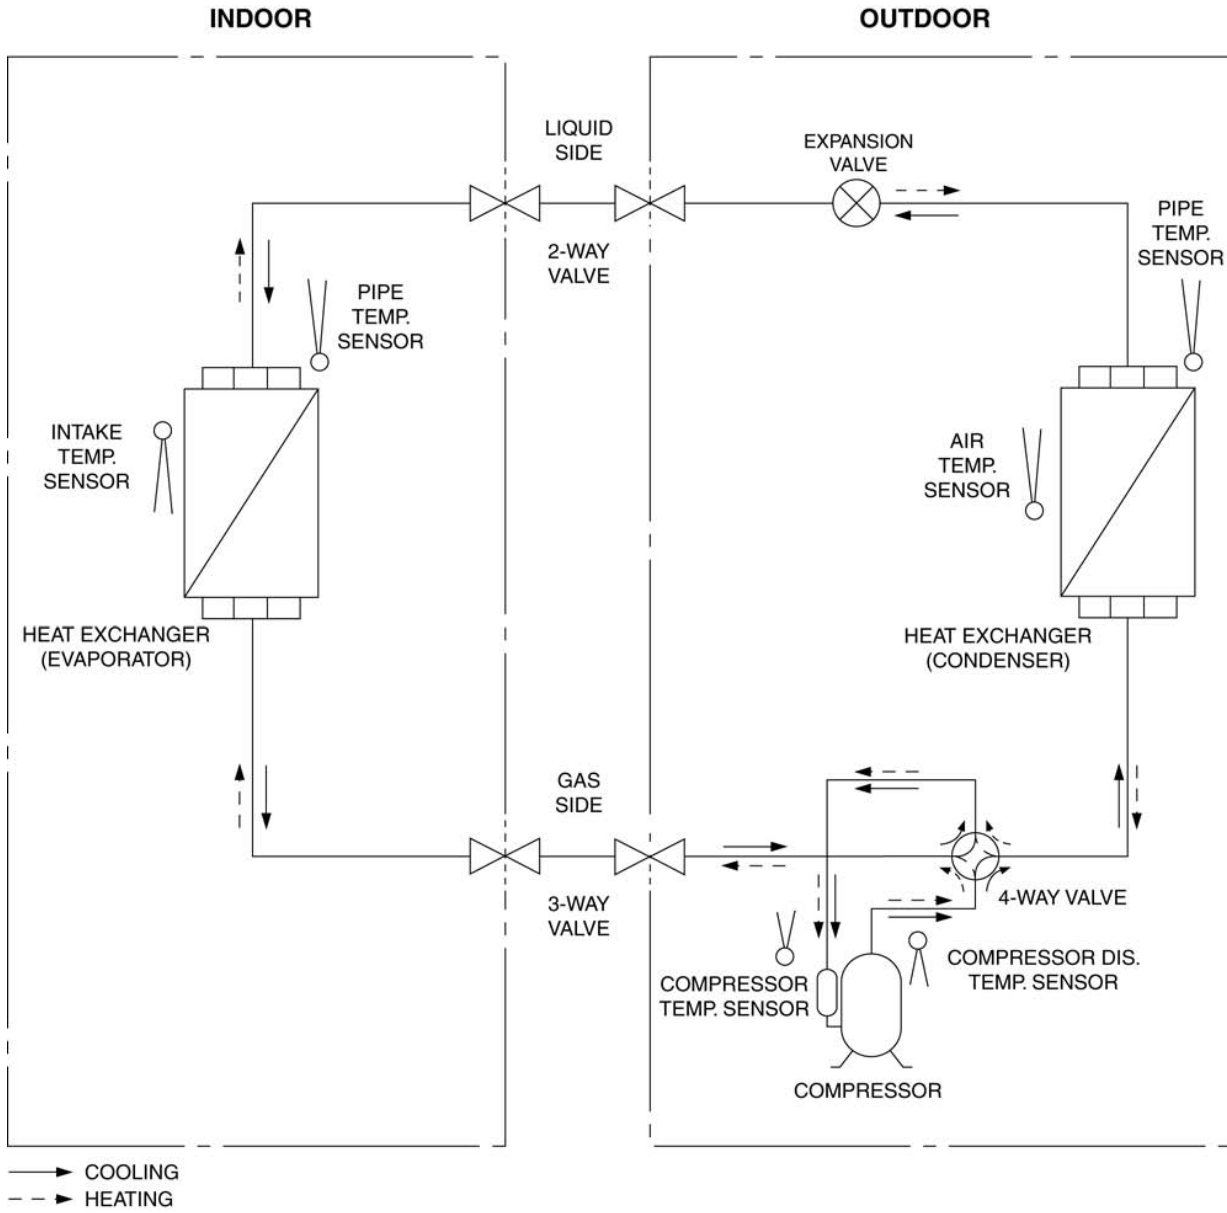 INDOOR
OUTDOOR
LIQUID
SIDE
EXPANSION
VALVE
PIPE
TEMP.
SENSOR
2-WAY
VALVE
PIPE
TEMP.
SENSOR
INTAKE
TEMP.
SENSOR
AIR
TEMP.
SENSOR
HEAT EXCHANGER
(EVAPORATOR)
HEAT EXCHANGER
(CONDENSER)
GAS
SIDE
3-WAY
VALVE
4-WAY VALVE
COMPRESSOR
TEMP. SENSOR
COMPRESSOR DIS.
TEMP. SENSOR
COMPRESSOR
COOLING
HEATING